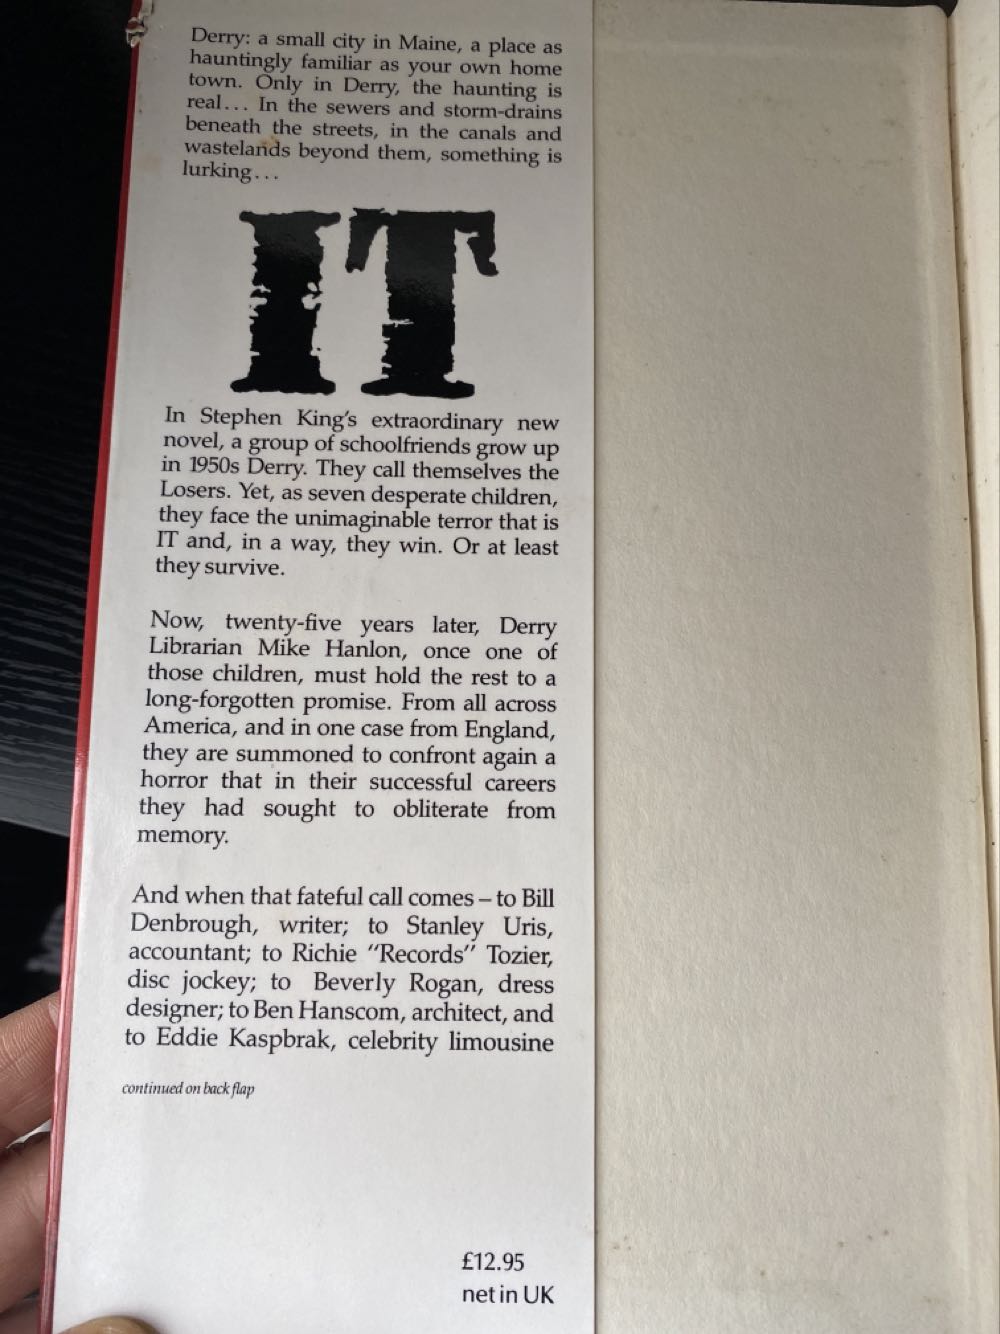 Derry: a small city in Maine, a place as
hauntingly familiar as your own home
town. Only in Derry, the haunting is
real... In the sewers and storm-drains
beneath the streets, in the canals and
wastelands beyond them, something is
lurking...
IT
In Stephen King's extraordinary new
novel, a group of schoolfriends grow up
in 1950s Derry. They call themselves the
Losers. Yet, as seven desperate children,
they face the unimaginable terror that is
IT and, in a way, they win. Or at least
they survive.
Now, twenty-five years later, Derry
Librarian Mike Hanlon, once one of
those children, must hold the rest to a
long-forgotten promise. From all across
America, and in one case from England,
they are summoned to confront again a
horror that in their successful careers
they had sought to obliterate from
memory.
And when that fateful call comes – to Bill
Denbrough, writer; to Stanley Uris,
accountant; to Richie "Records" Tozier,
disc jockey; to Beverly Rogan, dress
designer; to Ben Hanscom, architect, and
to Eddie Kaspbrak, celebrity limousine
continued on back flap
£12.95
net in UK